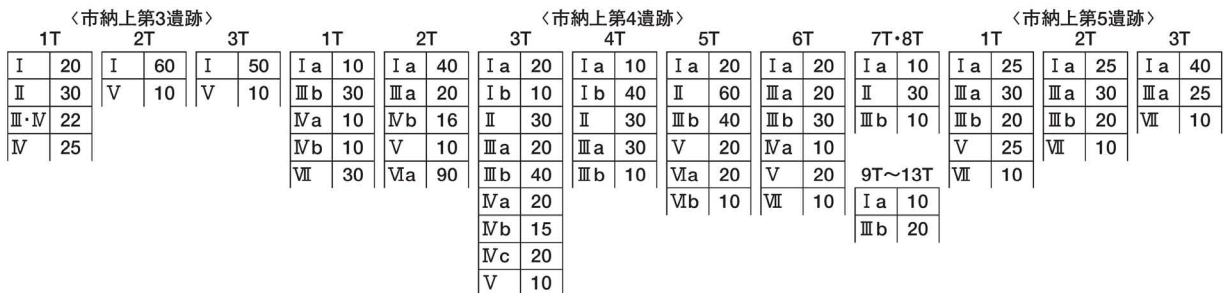 〈市納上第3遺跡〉
1T
Ⅰ 20
Ⅱ 30
Ⅲ・Ⅳ 22
Ⅳ 25
2T
Ⅰ 60
Ⅴ 10
3T
Ⅰ 50
Ⅴ 10
〈市納上第4遺跡〉
1T
Ⅰa 10
Ⅲb 30
Ⅳa 10
Ⅳb 10
Ⅶ 30
2T
Ⅰa 40
Ⅲa 20
Ⅳb 16
Ⅴ 10
Ⅵa 90
3T
Ⅰa 20
Ⅰb 10
Ⅱ 30
Ⅲa 20
Ⅲb 40
Ⅳa 20
Ⅳb 15
Ⅳc 20
Ⅴ 10
4T
Ⅰa 10
Ⅰb 40
Ⅱ 30
Ⅲa 30
Ⅲb 10
5T
Ⅰa 20
Ⅱ 60
Ⅲb 40
Ⅴ 20
Ⅵa 20
Ⅵb 10
6T
Ⅰa 20
Ⅲa 20
Ⅲb 30
Ⅳa 10
Ⅴ 20
Ⅶ 10
7T・8T
Ⅰa 10
Ⅱ 30
Ⅲb 10
9T～13T
Ⅰa 10
Ⅲb 20
〈市納上第5遺跡〉
1T
Ⅰa 25
Ⅲa 30
Ⅲb 20
Ⅴ 25
Ⅶ 10
2T
Ⅰa 25
Ⅲa 30
Ⅲb 20
Ⅶ 10
3T
Ⅰa 40
Ⅲa 25
Ⅶ 10